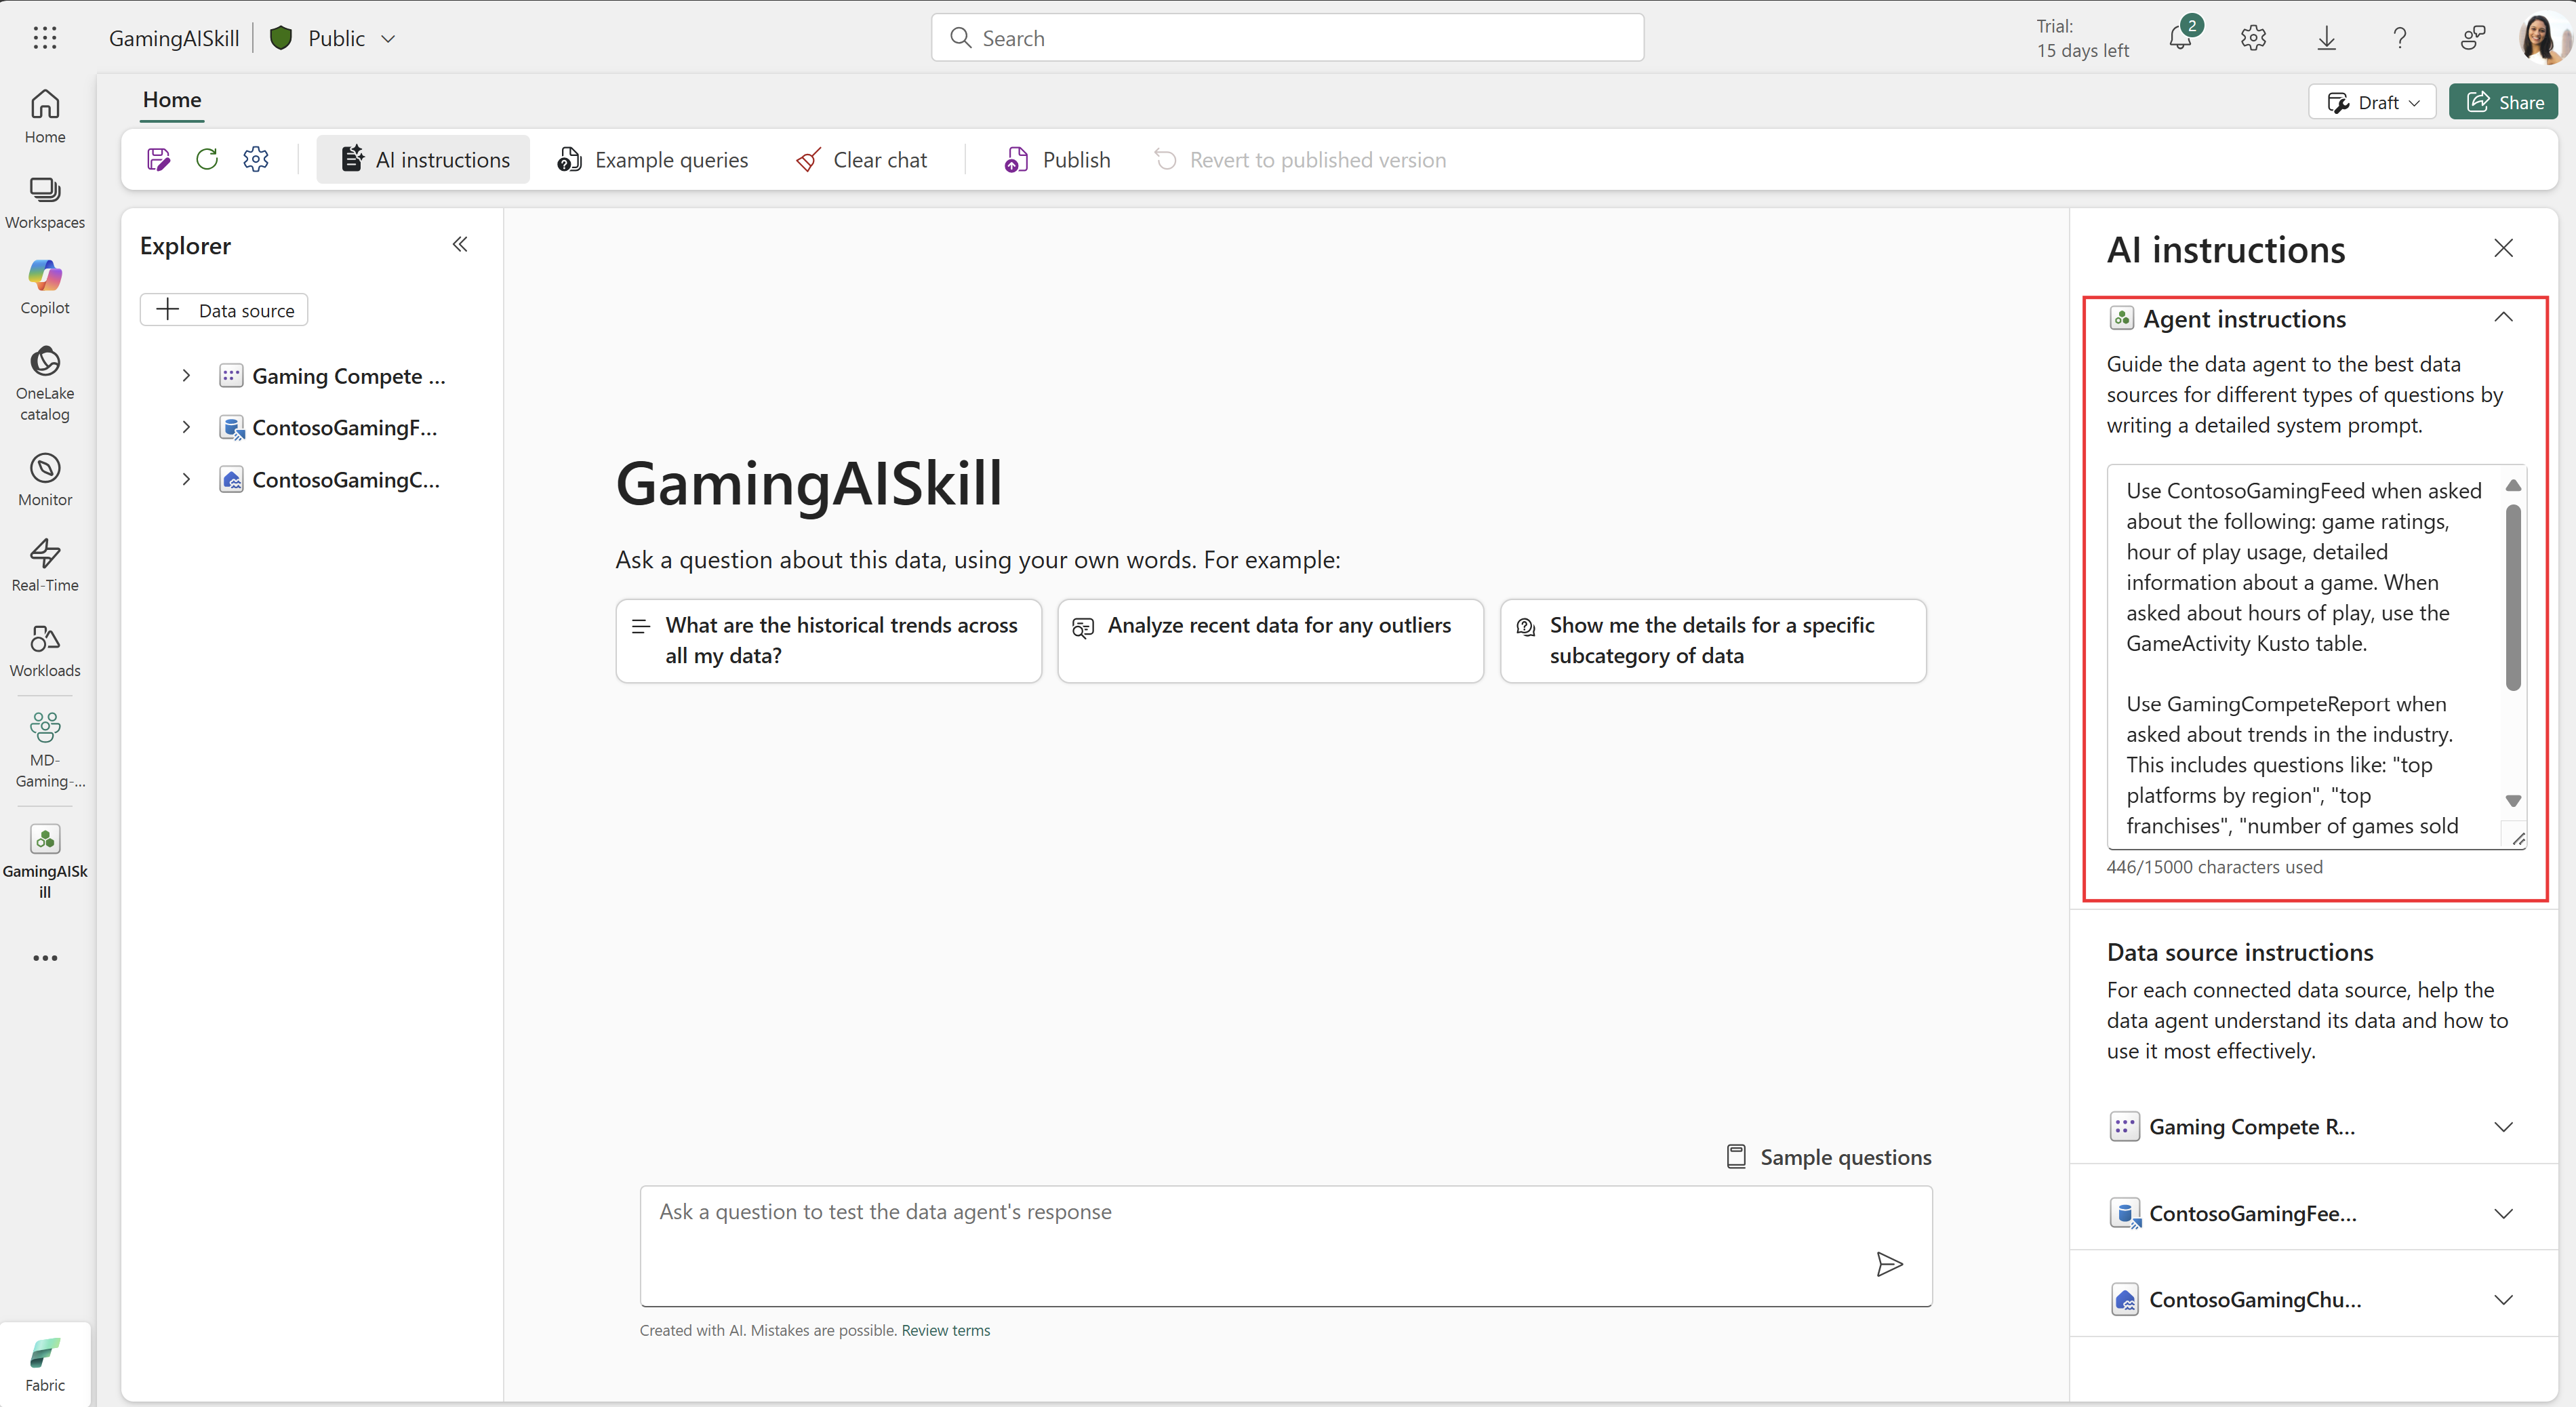 GamingAISkill
Public
Search
Trial:
15 days left
2
Home
Draft
Share
AI instructions
Example queries
Clear chat
Publish
Revert to published version
Home
Workspaces
Copilot
OneLake
catalog
Monitor
Real-Time
Workloads
MD-
Gaming-...
GamingAISk
ill
Fabric
Explorer
Data source
Gaming Compete ...
ContosoGamingF...
ContosoGamingC...
GamingAISkill
Ask a question about this data, using your own words. For example:
What are the historical trends across
all my data?
Analyze recent data for any outliers
Show me the details for a specific
subcategory of data
Sample questions
Ask a question to test the data agent's response
Created with AI. Mistakes are possible. Review terms
AI instructions
Agent instructions
Guide the data agent to the best data
sources for different types of questions by
writing a detailed system prompt.
Use ContosoGamingFeed when asked
about the following: game ratings,
hour of play usage, detailed
information about a game. When
asked about hours of play, use the
GameActivity Kusto table.
Use GamingCompeteReport when
asked about trends in the industry.
This includes questions like: "top
platforms by region", "top
franchises", "number of games sold
446/15000 characters used
Data source instructions
For each connected data source, help the
data agent understand its data and how to
use it most effectively.
Gaming Compete R...
ContosoGamingFee...
ContosoGamingChu...